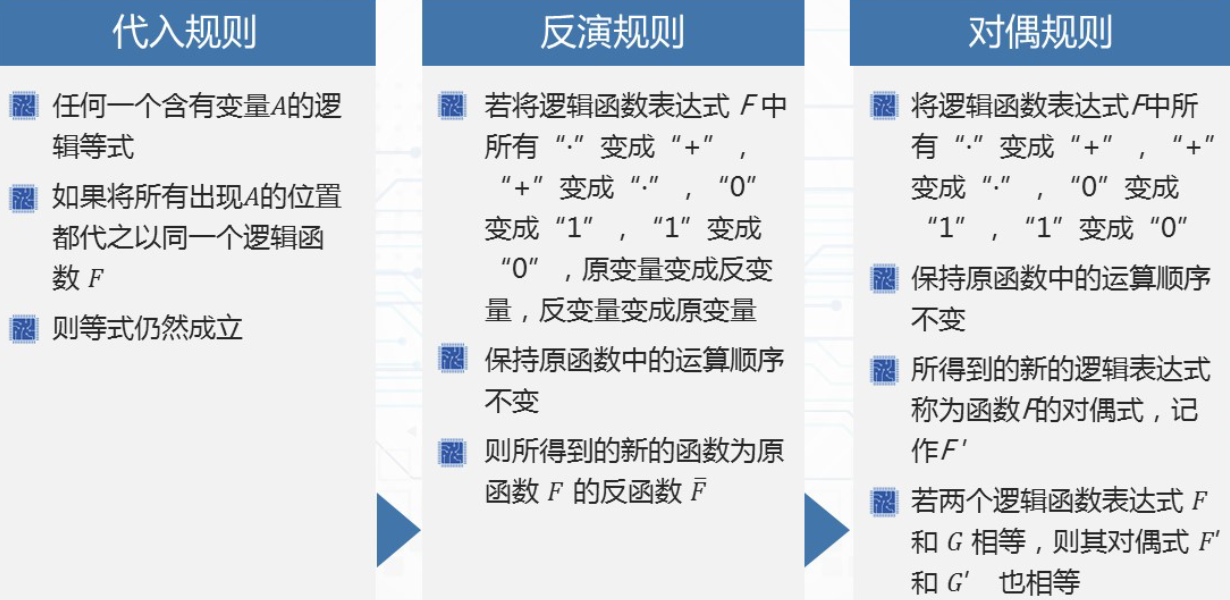 代入规则
任何一个含有变量A的逻
辑等式
如果将所有出现A的位置
都代之以同一个逻辑函
数 F
则等式仍然成立
反演规则
若将逻辑函数表达式 F 中
所有“·”变成“+”，
“+”变成“·”，“0”
变成“1”，“1”变成
“0”，原变量变成反变
量，反变量变成原变量
保持原函数中的运算顺序
不变
则所得到的新的函数为原
函数 F 的反函数 F̄
对偶规则
将逻辑函数表达式F中所
有“·”变成“+”，“+”
变成“·”，“0”变成
“1”，“1”变成“0”
保持原函数中的运算顺序
不变
所得到的新的逻辑表达式
称为函数F的对偶式，记
作F'
若两个逻辑函数表达式 F
和 G 相等，则其对偶式 F'
和 G' 也相等